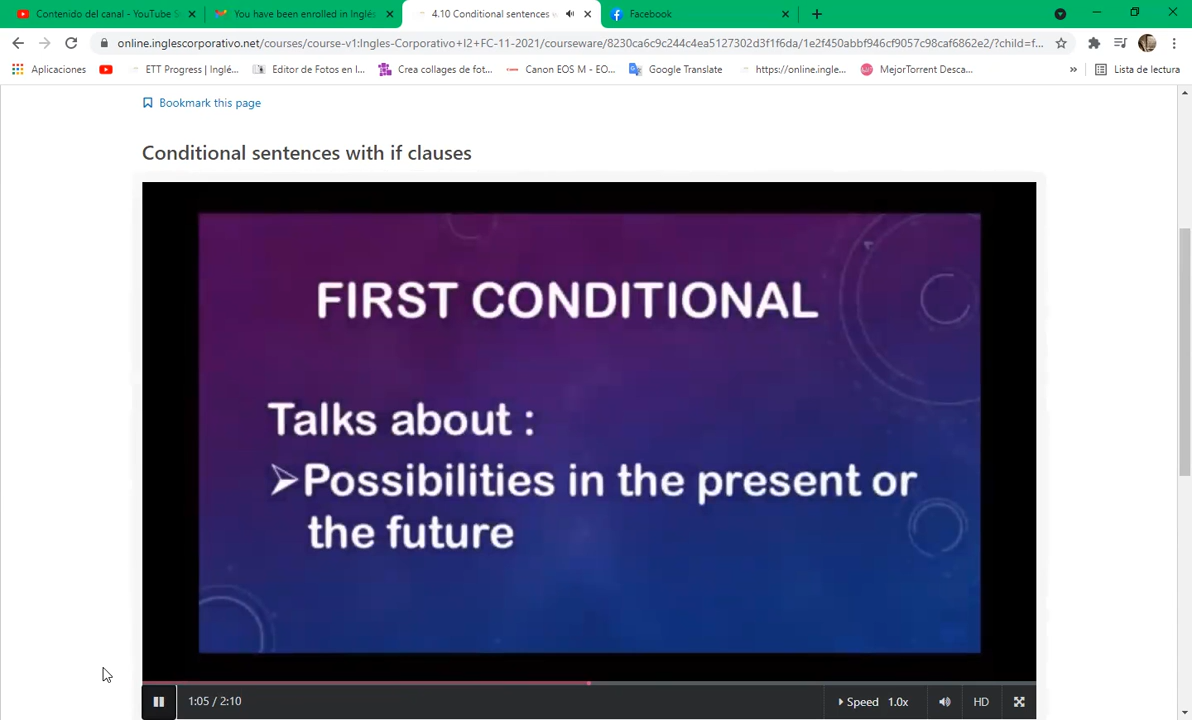 Contenido del canal - YouTube S
You have been enrolled in Inglés
4.10 Conditional sentences w
Facebook
online.inglescorporativo.net/courses/course-v1:Ingles-Corporativo+I2+FC-11-2021/courseware/8230ca6c9c244c4ea5127302d3f1f6da/1e2f450abbf946cf9057c98caf6862e2/?child=f...
Aplicaciones
ETT Progress | Inglé...
Editor de Fotos en l...
Crea collages de fot...
Canon EOS M - EO...
Google Translate
https://online.ingle...
MejorTorrent Desca...
»
Lista de lectura
Bookmark this page
Conditional sentences with if clauses
FIRST CONDITIONAL
Talks about :
➢Possibilities in the present or
the future
1:05 / 2:10
Speed 1.0x
HD